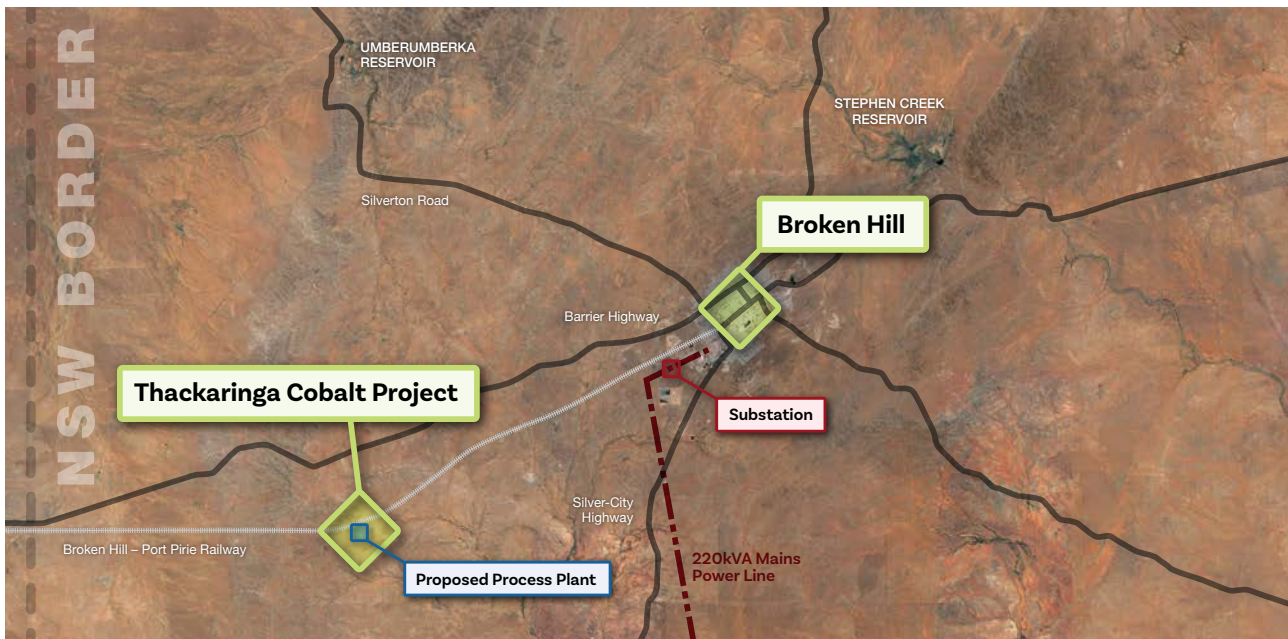 NSW BORDER
UMBERUMBERKA
RESERVOIR
STEPHEN CREEK
RESERVOIR
Silverton Road
Broken Hill
Barrier Highway
Thackaringa Cobalt Project
Substation
Silver-City
Highway
Broken Hill – Port Pirie Railway
220kVA Mains
Power Line
Proposed Process Plant